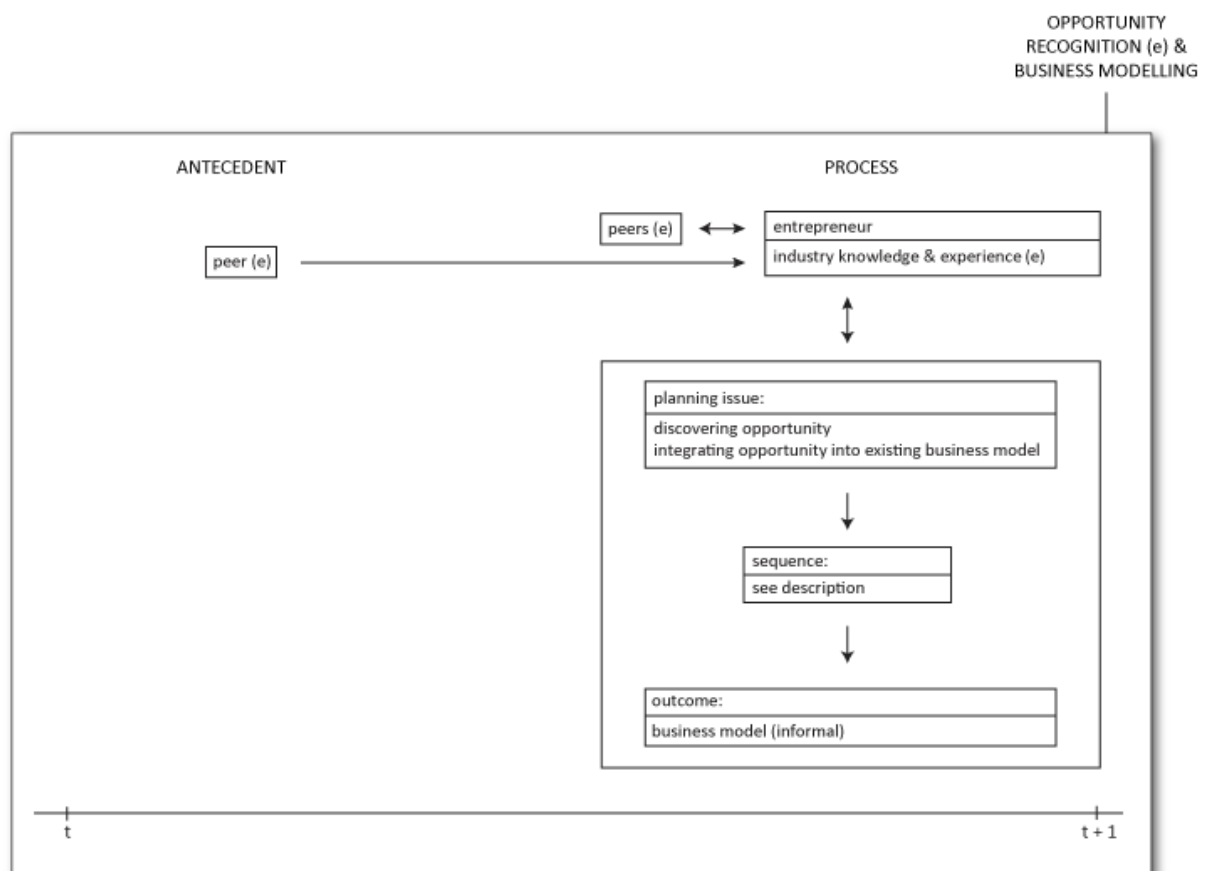 OPPORTUNITY
RECOGNITION (e) &
BUSINESS MODELLING
ANTECEDENT
PROCESS
peers (e)
entrepreneur
industry knowledge & experience (e)
peer (e)
planning issue:
discovering opportunity
integrating opportunity into existing business model
sequence:
see description
outcome:
business model (informal)
t
t + 1